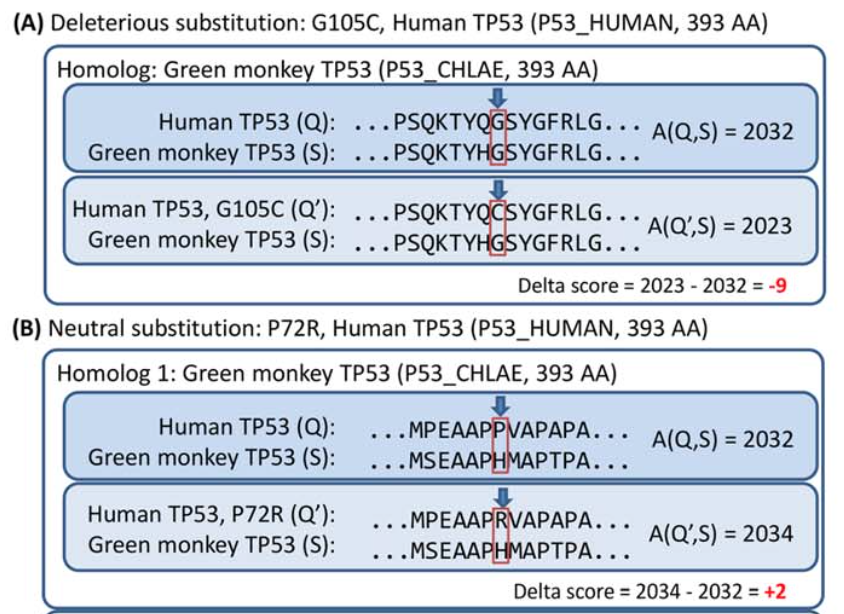 (A) Deleterious substitution: G105C, Human TP53 (P53_HUMAN, 393 AA)
Homolog: Green monkey TP53 (P53_CHLAE, 393 AA)
Human TP53 (Q): ...PSQKTYQGSYGFRLG... A(Q,S) = 2032
Green monkey TP53 (S): ...PSQKTYHGSYGFRLG...
Human TP53, G105C (Q′): ...PSQKTYQCSYGFRLG... A(Q′,S) = 2023
Green monkey TP53 (S): ...PSQKTYHGSYGFRLG...
Delta score = 2023 - 2032 = -9
(B) Neutral substitution: P72R, Human TP53 (P53_HUMAN, 393 AA)
Homolog 1: Green monkey TP53 (P53_CHLAE, 393 AA)
Human TP53 (Q): ...MPEAAPPVAPAPA... A(Q,S) = 2032
Green monkey TP53 (S): ...MSEAAPHMAPTPA...
Human TP53, P72R (Q′): ...MPEAAPRVAPAPA... A(Q′,S) = 2034
Green monkey TP53 (S): ...MSEAAPHMAPTPA...
Delta score = 2034 - 2032 = +2